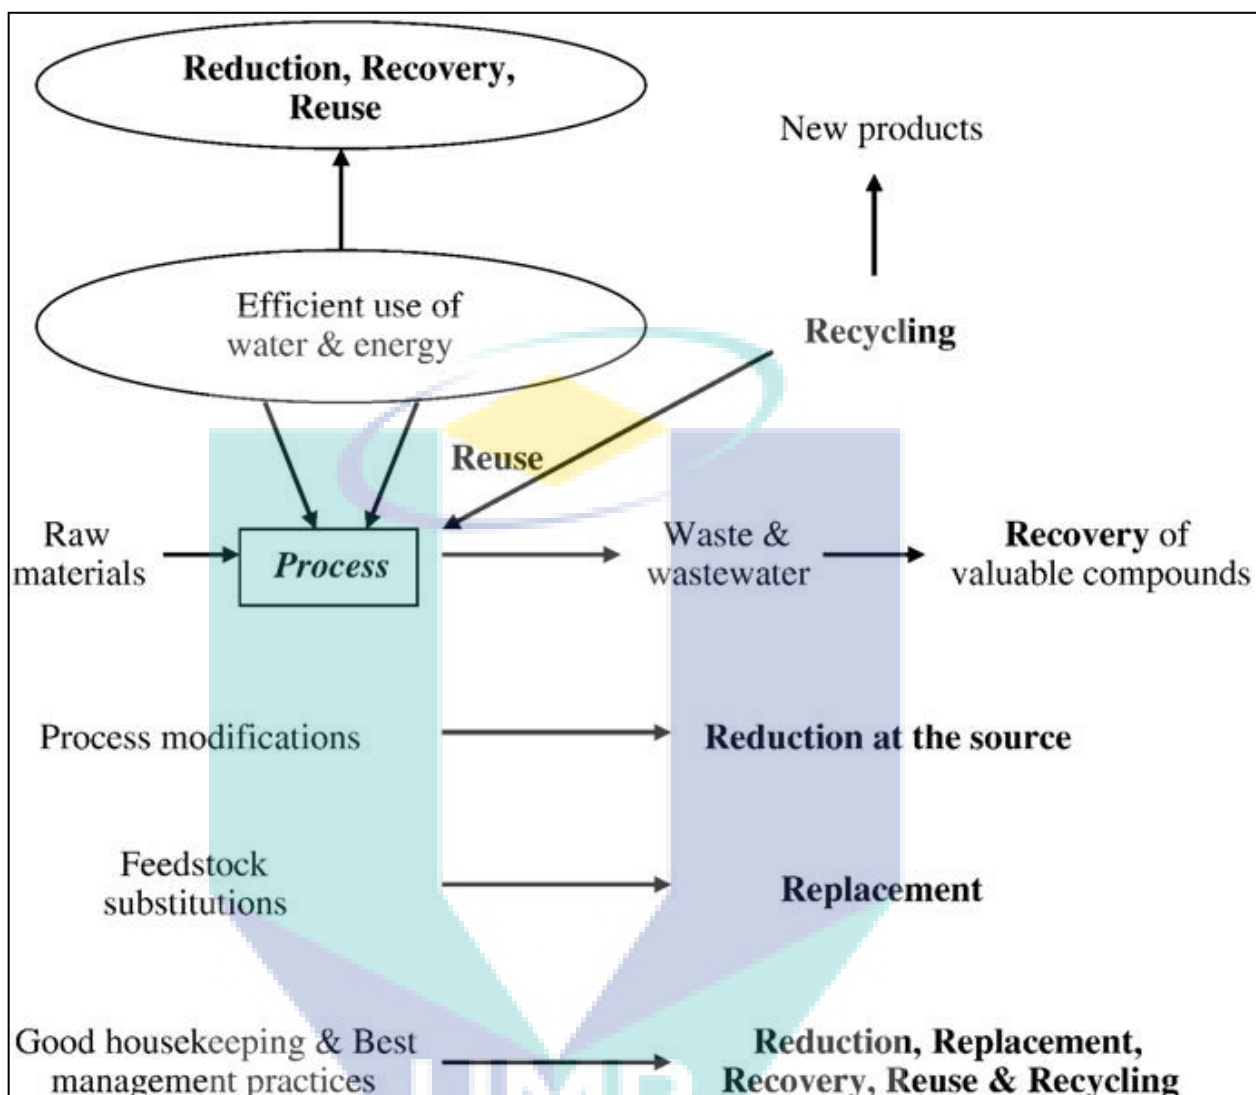 Reduction, Recovery,
Reuse
New products
Efficient use of
water & energy
Recycling
Reuse
Raw
materials
Process
Waste &
wastewater
Recovery of
valuable compounds
Process modifications
Reduction at the source
Feedstock
substitutions
Replacement
Good housekeeping & Best
management practices
Reduction, Replacement,
Recovery, Reuse & Recycling
UMP